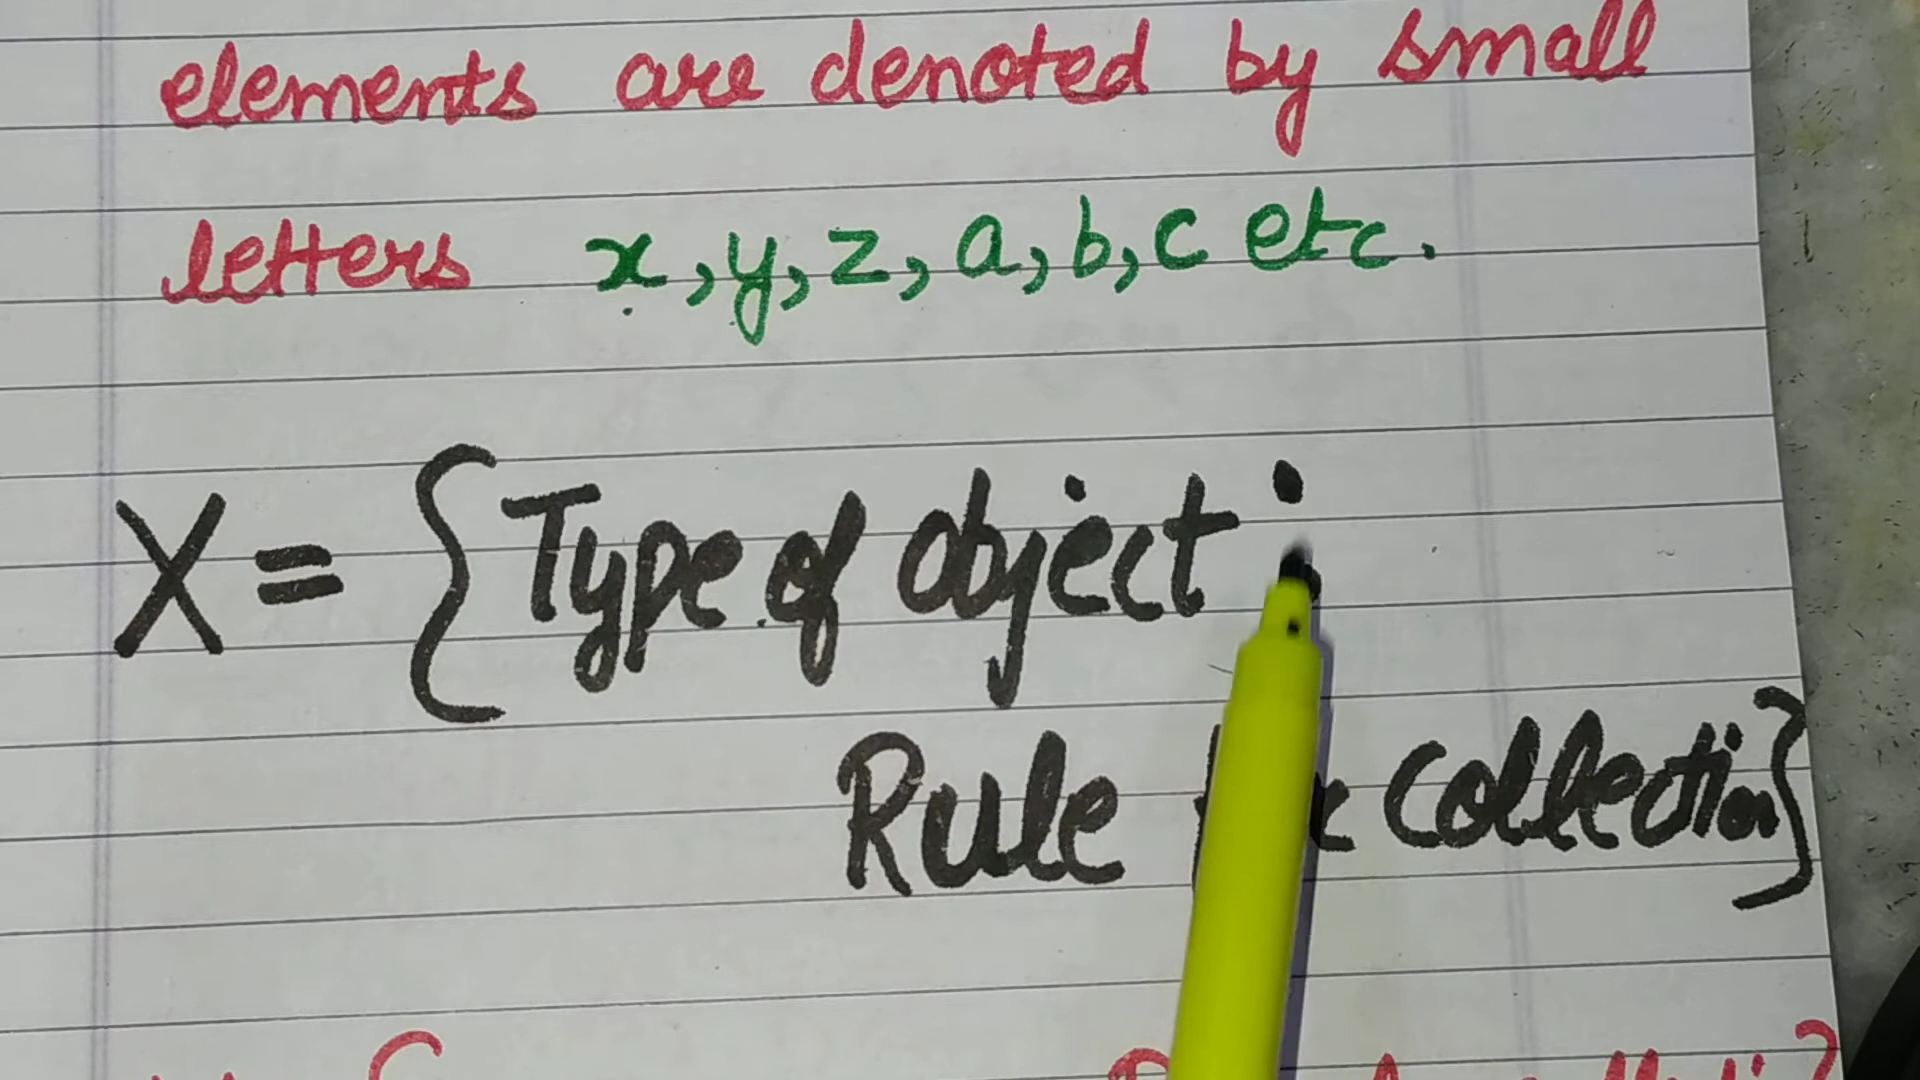 elements are denoted by small
letters x, y, z, a, b, c etc.
X = { Type of object :
Rule collection }